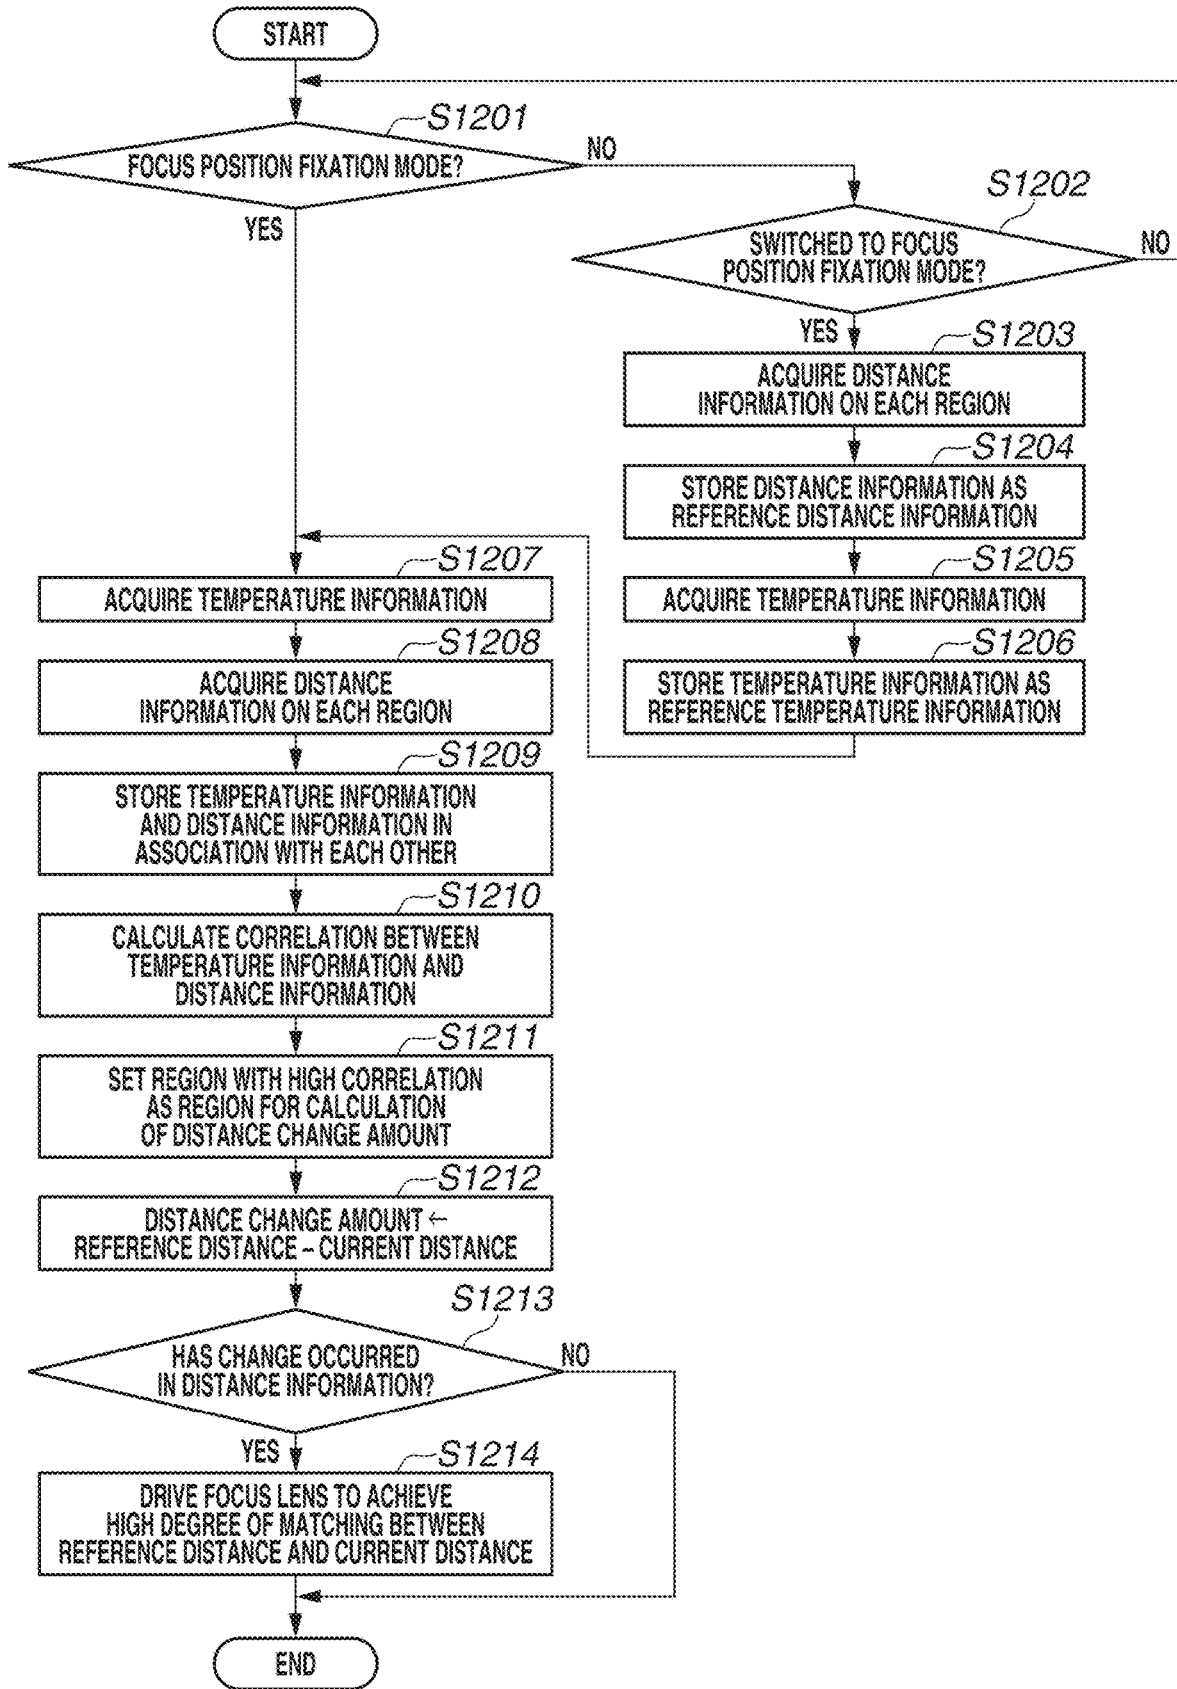 START
S1201
FOCUS POSITION FIXATION MODE?
NO
YES
S1202
SWITCHED TO FOCUS
POSITION FIXATION MODE?
NO
YES
S1203
ACQUIRE DISTANCE
INFORMATION ON EACH REGION
S1204
STORE DISTANCE INFORMATION AS
REFERENCE DISTANCE INFORMATION
S1205
ACQUIRE TEMPERATURE INFORMATION
S1206
STORE TEMPERATURE INFORMATION AS
REFERENCE TEMPERATURE INFORMATION
S1207
ACQUIRE TEMPERATURE INFORMATION
S1208
ACQUIRE DISTANCE
INFORMATION ON EACH REGION
S1209
STORE TEMPERATURE INFORMATION
AND DISTANCE INFORMATION IN
ASSOCIATION WITH EACH OTHER
S1210
CALCULATE CORRELATION BETWEEN
TEMPERATURE INFORMATION AND
DISTANCE INFORMATION
S1211
SET REGION WITH HIGH CORRELATION
AS REGION FOR CALCULATION
OF DISTANCE CHANGE AMOUNT
S1212
DISTANCE CHANGE AMOUNT ←
REFERENCE DISTANCE – CURRENT DISTANCE
S1213
HAS CHANGE OCCURRED
IN DISTANCE INFORMATION?
NO
YES
S1214
DRIVE FOCUS LENS TO ACHIEVE
HIGH DEGREE OF MATCHING BETWEEN
REFERENCE DISTANCE AND CURRENT DISTANCE
END